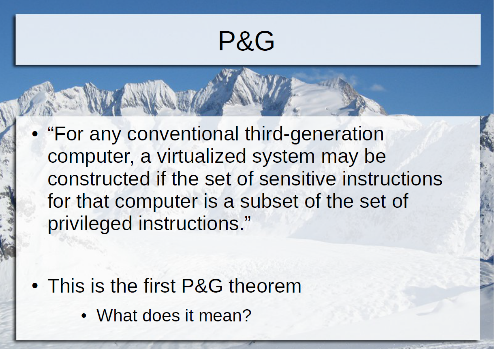 P&G
• “For any conventional third-generation
computer, a virtualized system may be
constructed if the set of sensitive instructions
for that computer is a subset of the set of
privileged instructions.”
• This is the first P&G theorem
• What does it mean?